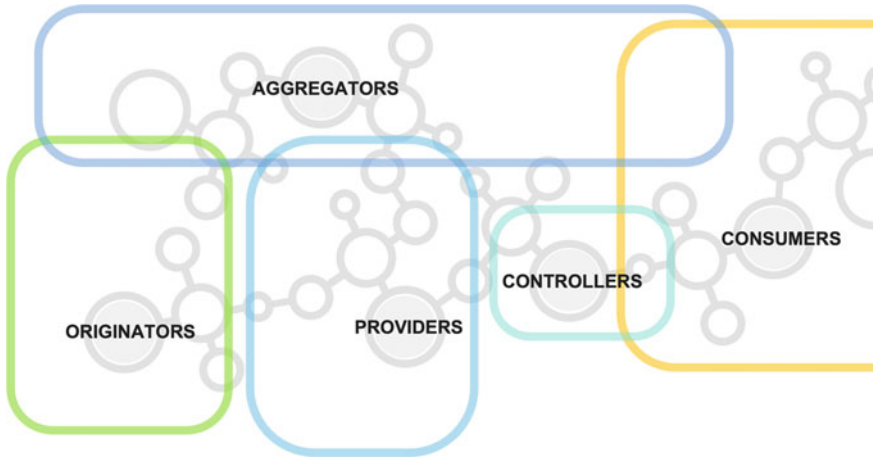 AGGREGATORS
CONSUMERS
CONTROLLERS
ORIGINATORS
PROVIDERS